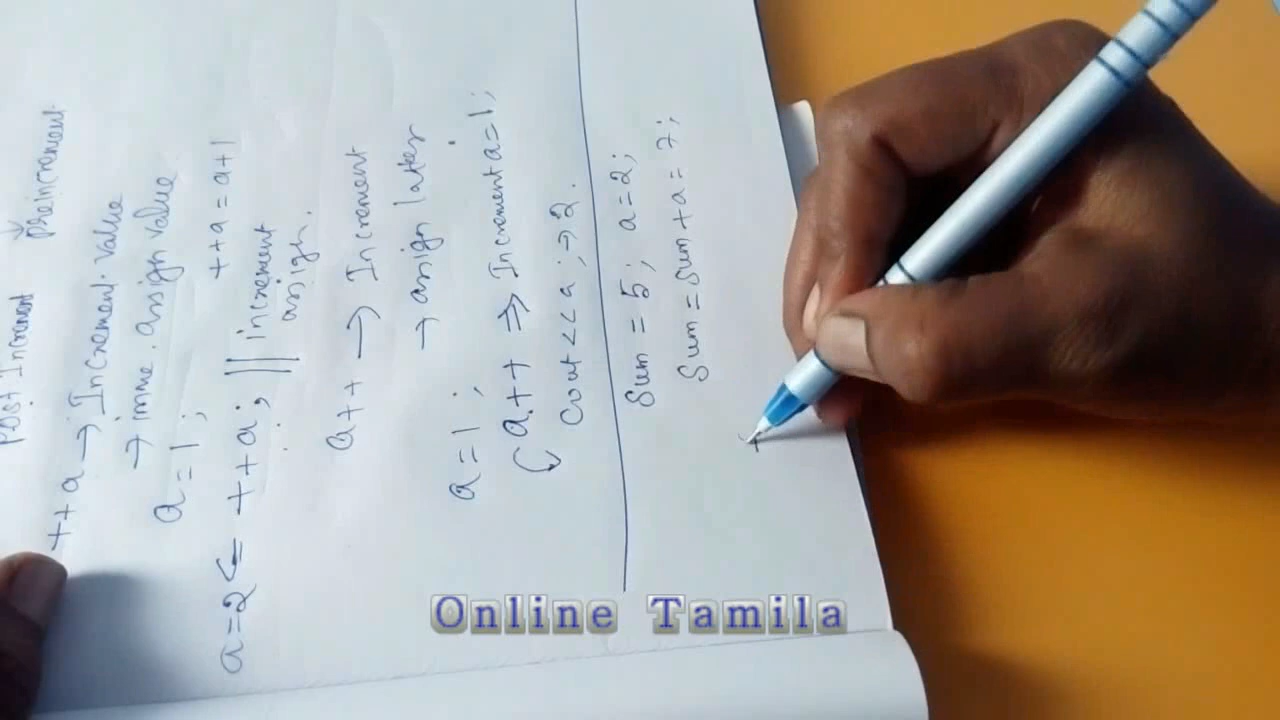 Post Increment Preincrement
++a → Increment. value
→ imme. assign value
a = 1;
++a = a+1
a=2 <= ++a; || increment
assign.
a++ → Increment
→ assign later
a = 1;
a++ => Increment a=1;
Cout << a; → 2.
Sum = 5; a=2;
Sum = Sum + a = 7;
+
Online Tamila